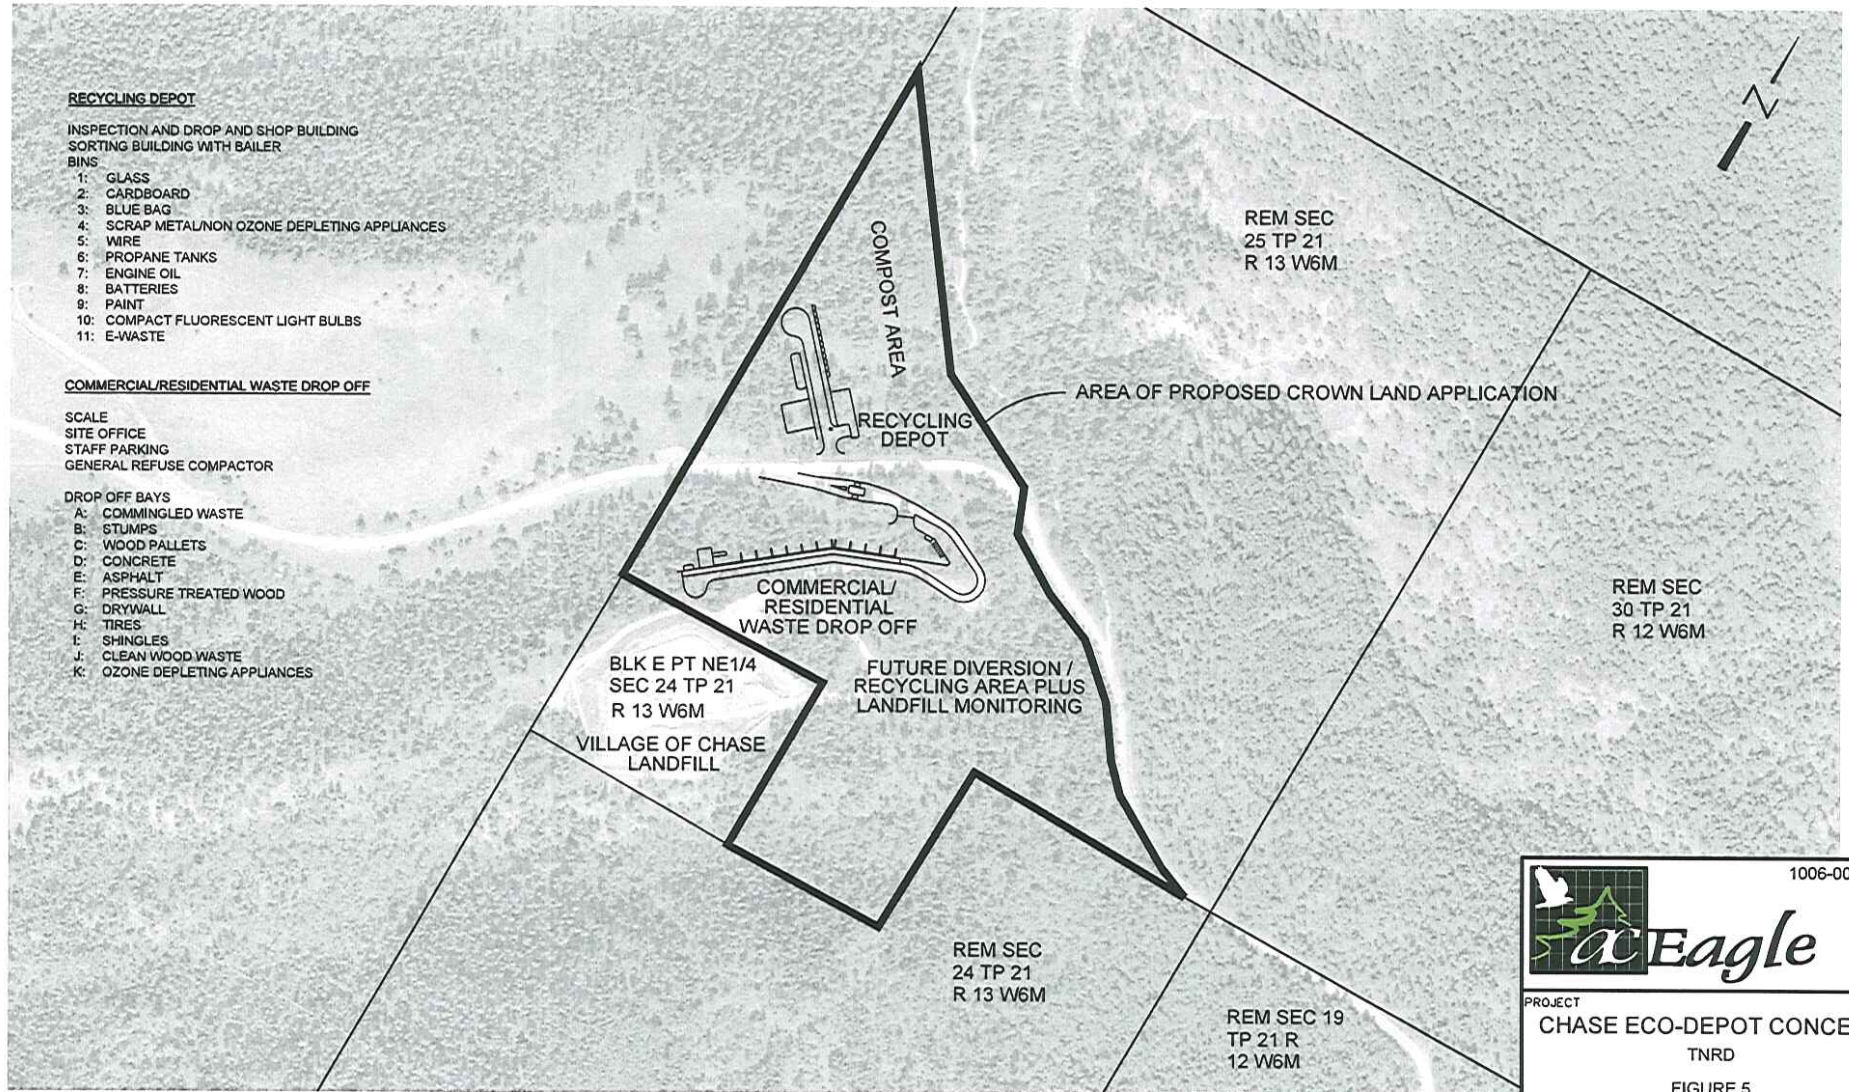 RECYCLING DEPOT
INSPECTION AND DROP AND SHOP BUILDING
SORTING BUILDING WITH BAILER
BINS
1: GLASS
2: CARDBOARD
3: BLUE BAG
4: SCRAP METAL/NON OZONE DEPLETING APPLIANCES
5: WIRE
6: PROPANE TANKS
7: ENGINE OIL
8: BATTERIES
9: PAINT
10: COMPACT FLUORESCENT LIGHT BULBS
11: E-WASTE
COMMERCIAL/RESIDENTIAL WASTE DROP OFF
SCALE
SITE OFFICE
STAFF PARKING
GENERAL REFUSE COMPACTOR
DROP OFF BAYS
A: COMMINGLED WASTE
B: STUMPS
C: WOOD PALLETS
D: CONCRETE
E: ASPHALT
F: PRESSURE TREATED WOOD
G: DRYWALL
H: TIRES
I: SHINGLES
J: CLEAN WOOD WASTE
K: OZONE DEPLETING APPLIANCES
N
COMPOST AREA
RECYCLING
DEPOT
AREA OF PROPOSED CROWN LAND APPLICATION
REM SEC
25 TP 21
R 13 W6M
REM SEC
30 TP 21
R 12 W6M
COMMERCIAL/
RESIDENTIAL
WASTE DROP OFF
BLK E PT NE1/4
SEC 24 TP 21
R 13 W6M
VILLAGE OF CHASE
LANDFILL
FUTURE DIVERSION /
RECYCLING AREA PLUS
LANDFILL MONITORING
REM SEC
24 TP 21
R 13 W6M
REM SEC 19
TP 21 R
12 W6M
1006-00
ac Eagle
PROJECT
CHASE ECO-DEPOT CONCE
TNRD
FIGURE 5